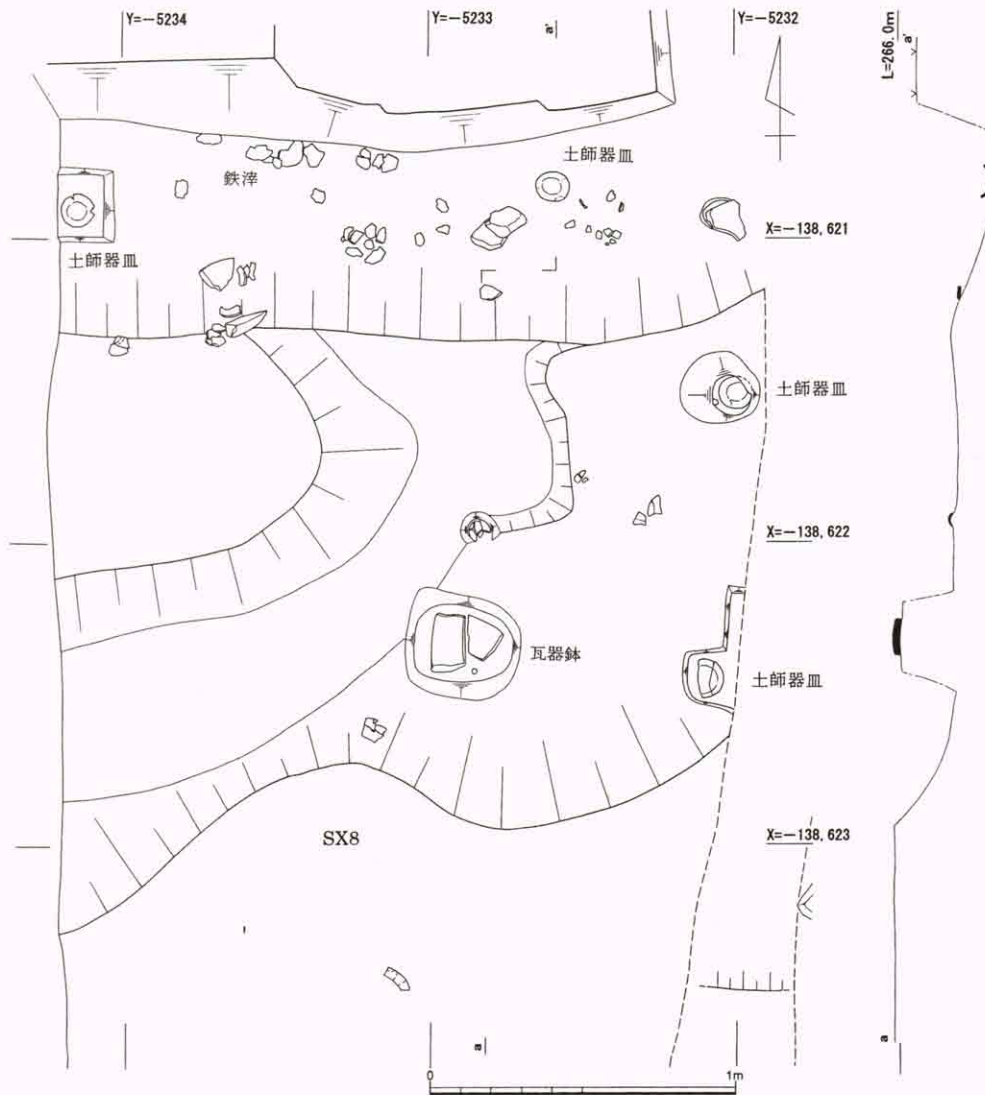 Y=−5234
Y=−5233
Y=−5232
a'
L=266.0m
a'
土師器皿
鉄滓
X=−138,621
土師器皿
土師器皿
X=−138,622
瓦器鉢
土師器皿
X=−138,623
SX8
a
a
0
1m